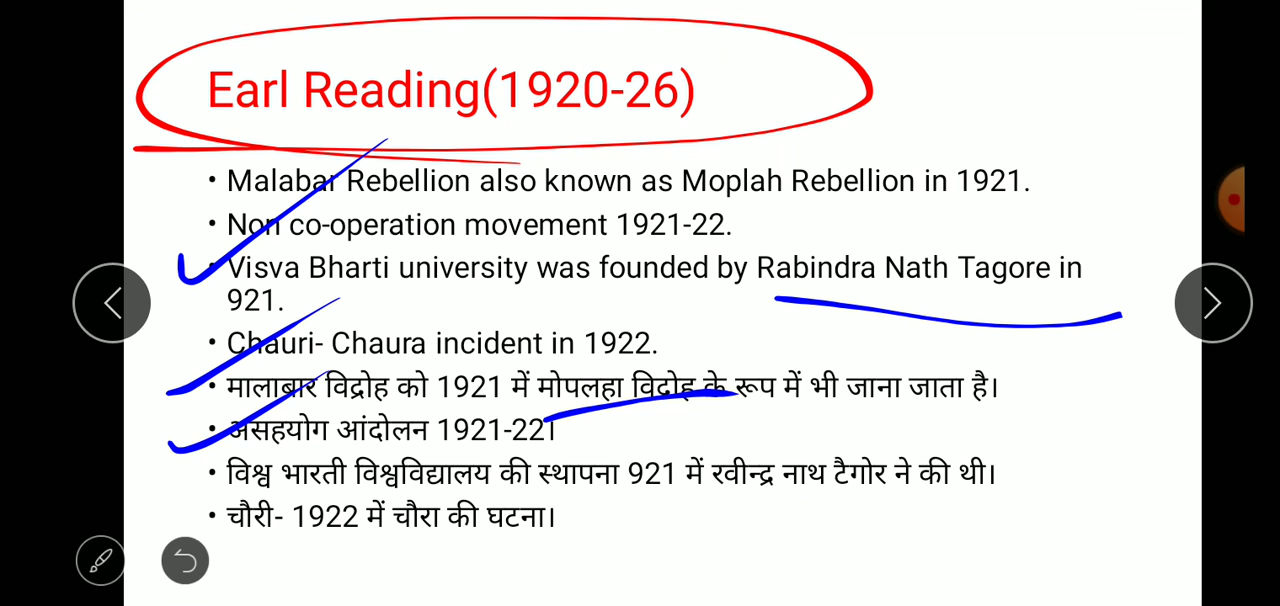 Earl Reading(1920-26)
• Malabar Rebellion also known as Moplah Rebellion in 1921.
• Non co-operation movement 1921-22.
• Visva Bharti university was founded by Rabindra Nath Tagore in
921.
• Chauri- Chaura incident in 1922.
• मालाबार विद्रोह को 1921 में मोपलहा विद्रोह के रूप में भी जाना जाता है।
• असहयोग आंदोलन 1921-22।
• विश्व भारती विश्वविद्यालय की स्थापना 921 में रवीन्द्र नाथ टैगोर ने की थी।
• चौरी- 1922 में चौरा की घटना।